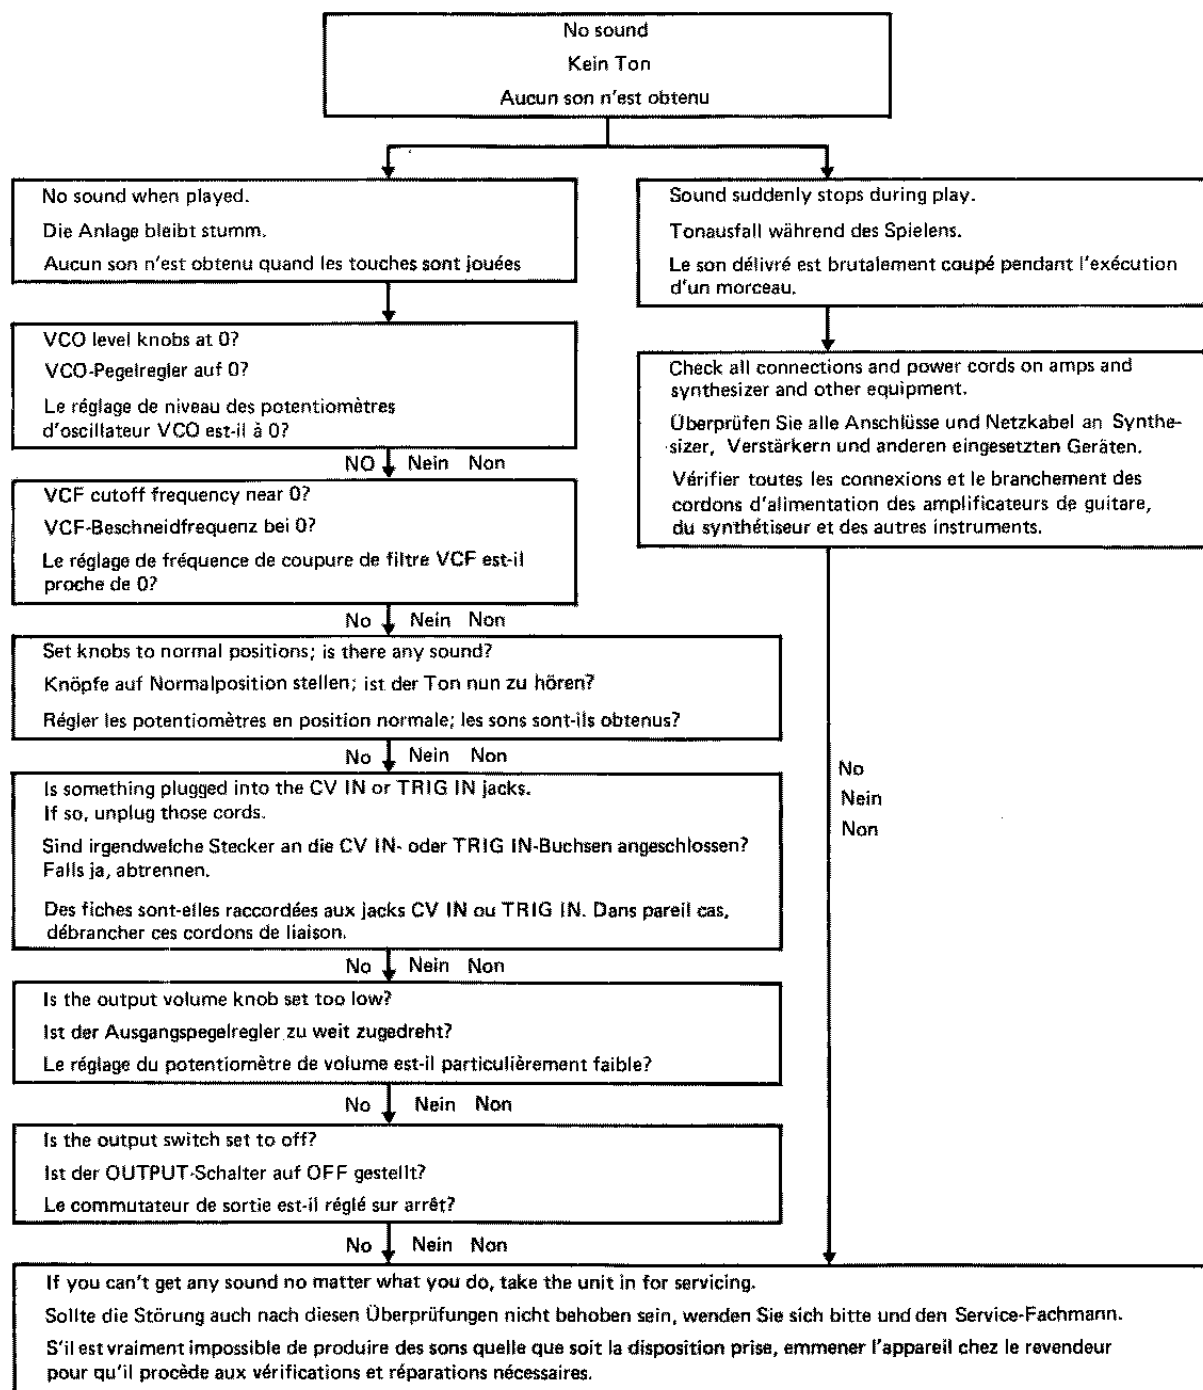 No sound
Kein Ton
Aucun son n'est obtenu
No sound when played.
Die Anlage bleibt stumm.
Aucun son n'est obtenu quand les touches sont jouées
Sound suddenly stops during play.
Tonausfall während des Spielens.
Le son délivré est brutalement coupé pendant l'exécution
d'un morceau.
VCO level knobs at 0?
VCO-Pegelregler auf 0?
Le réglage de niveau des potentiomètres
d'oscillateur VCO est-il à 0?
Check all connections and power cords on amps and
synthesizer and other equipment.
Überprüfen Sie alle Anschlüsse und Netzkabel an Synthe-
sizer, Verstärkern und anderen eingesetzten Geräten.
Vérifier toutes les connexions et le branchement des
cordons d'alimentation des amplificateurs de guitare,
du synthétiseur et des autres instruments.
NO Nein Non
VCF cutoff frequency near 0?
VCF-Beschneidfrequenz bei 0?
Le réglage de fréquence de coupure de filtre VCF est-il
proche de 0?
No Nein Non
Set knobs to normal positions; is there any sound?
Knöpfe auf Normalposition stellen; ist der Ton nun zu hören?
Régler les potentiomètres en position normale; les sons sont-ils obtenus?
No Nein Non
No
Nein
Non
Is something plugged into the CV IN or TRIG IN jacks.
If so, unplug those cords.
Sind irgendwelche Stecker an die CV IN- oder TRIG IN-Buchsen angeschlossen?
Falls ja, abtrennen.
Des fiches sont-elles raccordées aux jacks CV IN ou TRIG IN. Dans pareil cas,
débrancher ces cordons de liaison.
No Nein Non
Is the output volume knob set too low?
Ist der Ausgangspegelregler zu weit zugedreht?
Le réglage du potentiomètre de volume est-il particulièrement faible?
No Nein Non
Is the output switch set to off?
Ist der OUTPUT-Schalter auf OFF gestellt?
Le commutateur de sortie est-il réglé sur arrêt?
No Nein Non
If you can't get any sound no matter what you do, take the unit in for servicing.
Sollte die Störung auch nach diesen Überprüfungen nicht behoben sein, wenden Sie sich bitte und den Service-Fachmann.
S'il est vraiment impossible de produire des sons quelle que soit la disposition prise, emmener l'appareil chez le revendeur
pour qu'il procède aux vérifications et réparations nécessaires.